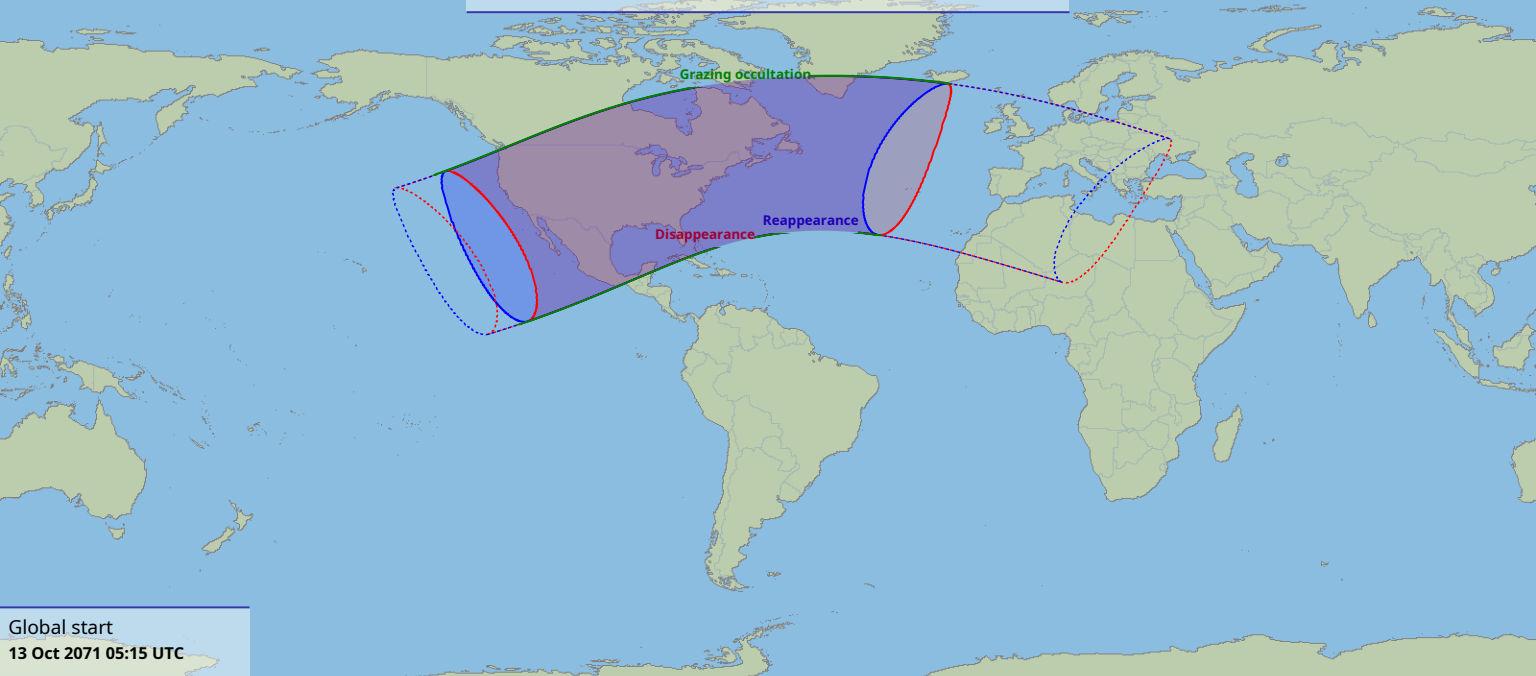 Grazing occultation
Reappearance
Disappearance
Global start
13 Oct 2071 05:15 UTC